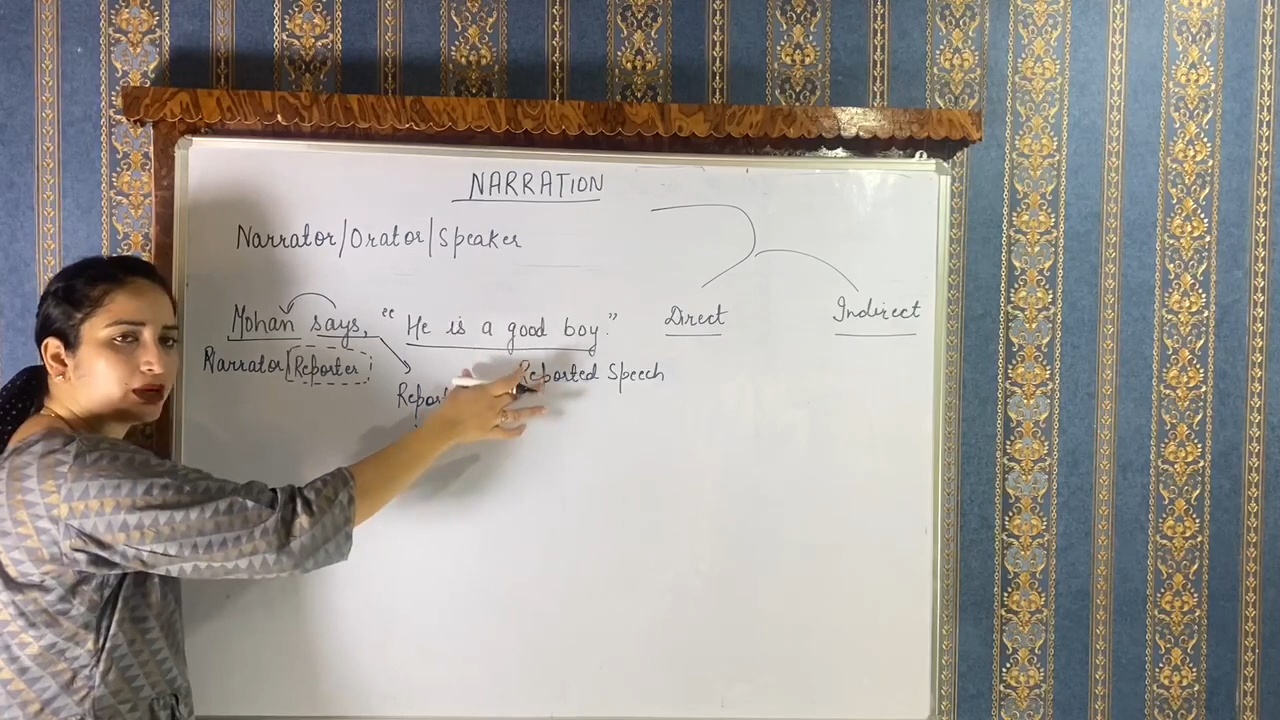 NARRATION
Narrator/Orator/Speaker
Mohan says, "He is a good boy."
Direct
Indirect
Narrator/Reporter
Reported Speech